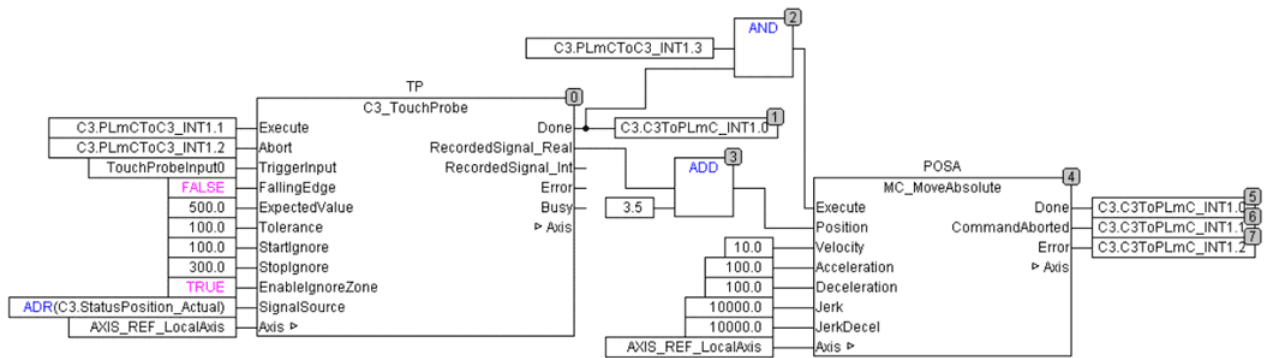 2
AND
C3.PLmCToC3_INT1.3
TP
0
C3_TouchProbe
1
C3.PLmCToC3_INT1.1 Execute Done C3.C3ToPLmC_INT1.0
C3.PLmCToC3_INT1.2 Abort RecordedSignal_Real
TouchProbeInput0 TriggerInput RecordedSignal_Int
FALSE FallingEdge Error
500.0 ExpectedValue Busy
100.0 Tolerance ▷ Axis
100.0 StartIgnore
300.0 StopIgnore
TRUE EnableIgnoreZone
ADR(C3.StatusPosition_Actual) SignalSource
AXIS_REF_LocalAxis Axis ▷
3
ADD
3.5
POSA
4
MC_MoveAbsolute
5
Execute Done C3.C3ToPLmC_INT1.0
6
Position CommandAborted C3.C3ToPLmC_INT1.1
7
10.0 Velocity Error C3.C3ToPLmC_INT1.2
100.0 Acceleration ▷ Axis
100.0 Deceleration
10000.0 Jerk
10000.0 JerkDecel
AXIS_REF_LocalAxis Axis ▷